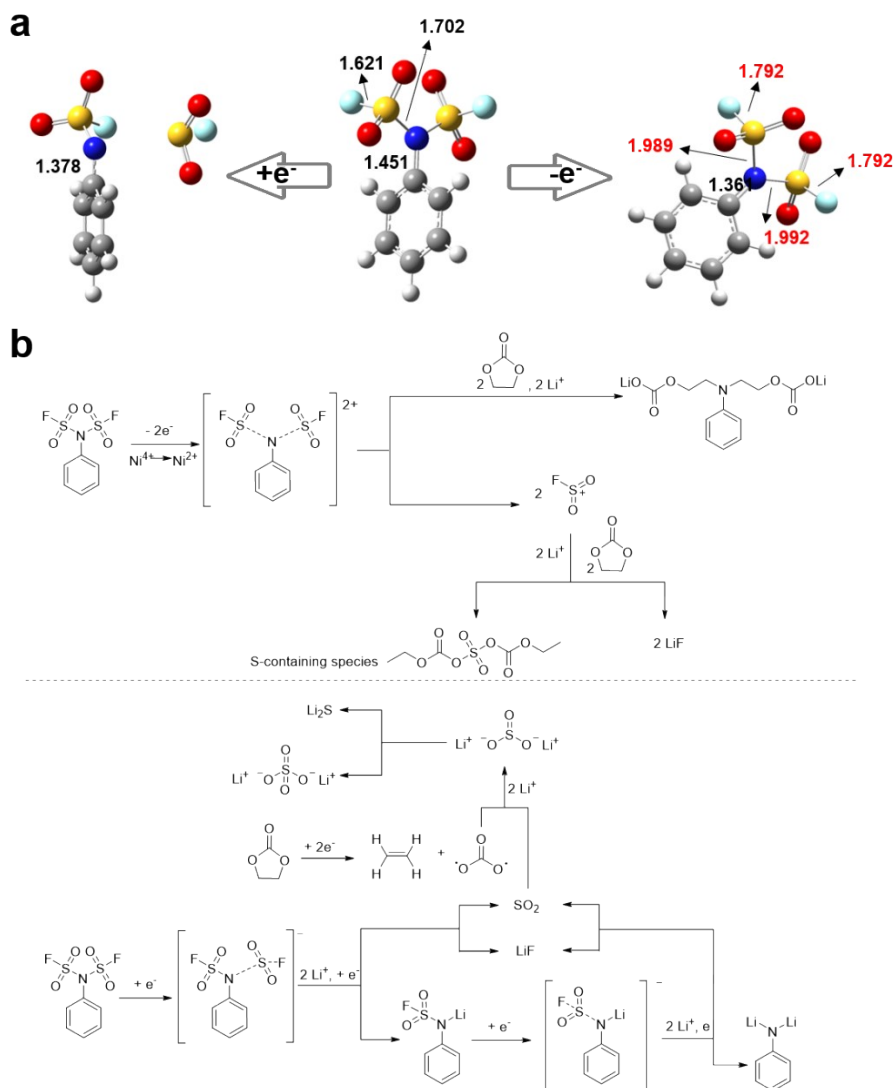 a
1.702
1.621
1.792
1.989
1.378
1.451
1.361
1.792
+e⁻
-e⁻
1.992
b
O
O O
2 , 2 Li⁺
LiO O N O OLi
O O
F O O F
S S
O N O
- 2e⁻
Ni⁴⁺ Ni²⁺
F O O F
S S
O N O
2+
2 F S⁺ O O
2 Li⁺
2 O O O
S-containing species O O O S O O O O
2 LiF
Li₂S
Li⁺ ⁻O S O⁻ Li⁺
O
Li⁺ ⁻O S O⁻ Li⁺
O O
2 Li⁺
O
O O
+ 2e⁻
H H
H H
+
O
·O O·
SO₂
LiF
F O O F
S S
O N O
+ e⁻
F O O F
S S
O N O
–
2 Li⁺, + e⁻
F O
S Li
O N
+ e⁻
F O
S Li
O N
–
2 Li⁺, e
Li Li
N